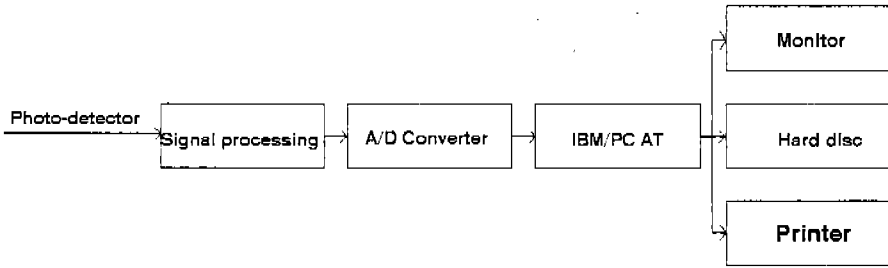 Monitor
Photo-detector
Signal processing
A/D Converter
IBM/PC AT
Hard disc
Printer